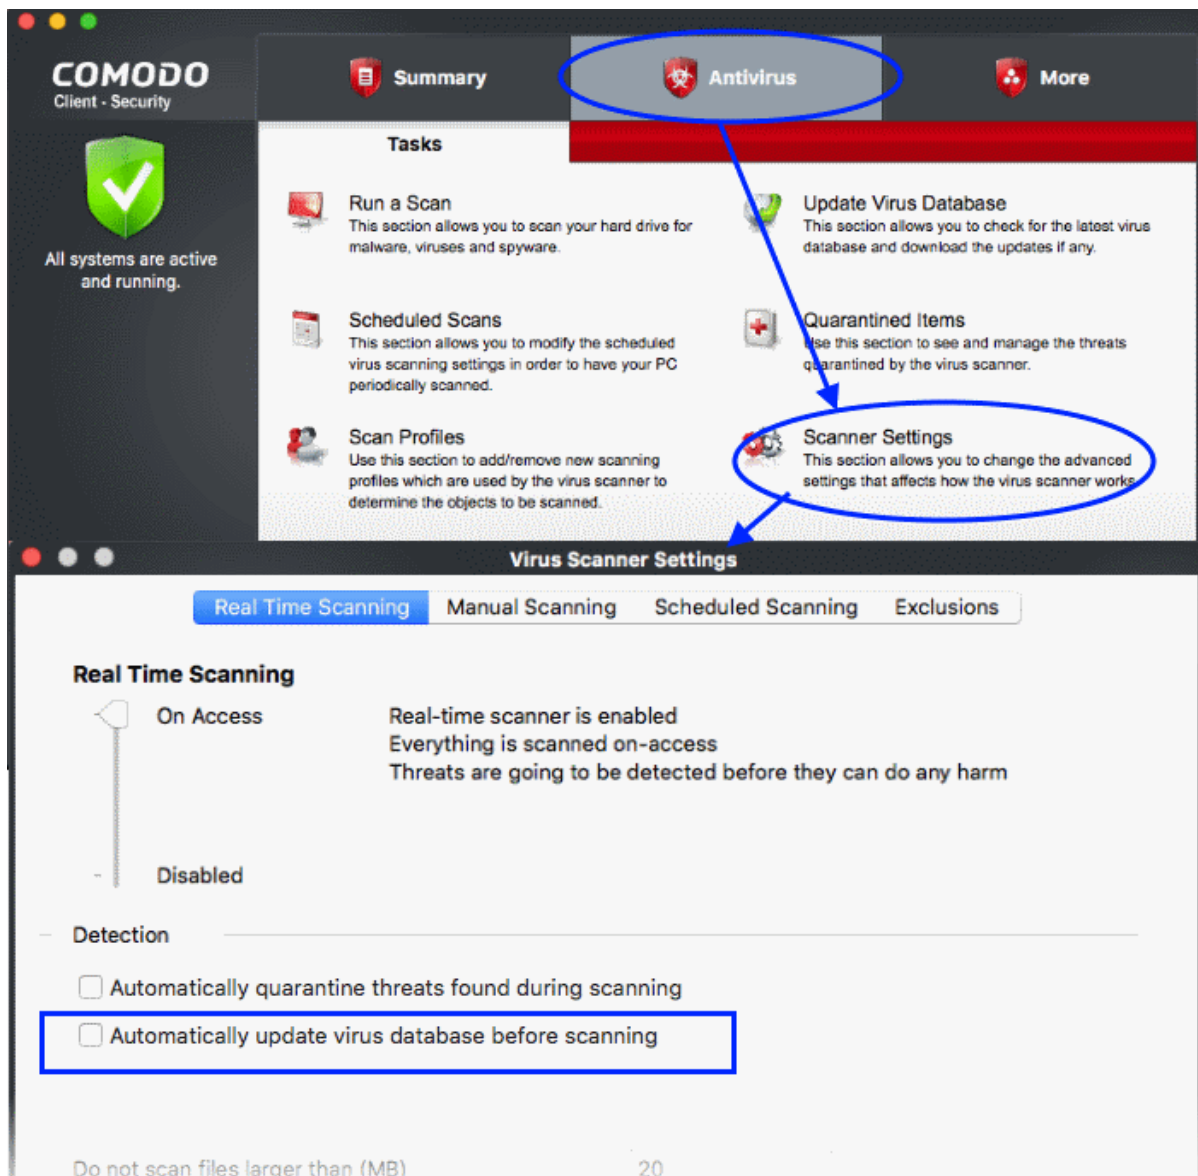 COMODO
Client - Security
Summary
Antivirus
More
Tasks
All systems are active
and running.
Run a Scan
This section allows you to scan your hard drive for
malware, viruses and spyware.
Update Virus Database
This section allows you to check for the latest virus
database and download the updates if any.
Scheduled Scans
This section allows you to modify the scheduled
virus scanning settings in order to have your PC
periodically scanned.
Quarantined Items
Use this section to see and manage the threats
quarantined by the virus scanner.
Scan Profiles
Use this section to add/remove new scanning
profiles which are used by the virus scanner to
determine the objects to be scanned.
Scanner Settings
This section allows you to change the advanced
settings that affects how the virus scanner works
Virus Scanner Settings
Real Time Scanning
Manual Scanning
Scheduled Scanning
Exclusions
Real Time Scanning
On Access
Real-time scanner is enabled
Everything is scanned on-access
Threats are going to be detected before they can do any harm
Disabled
Detection
Automatically quarantine threats found during scanning
Automatically update virus database before scanning
Do not scan files larger than (MB) 20